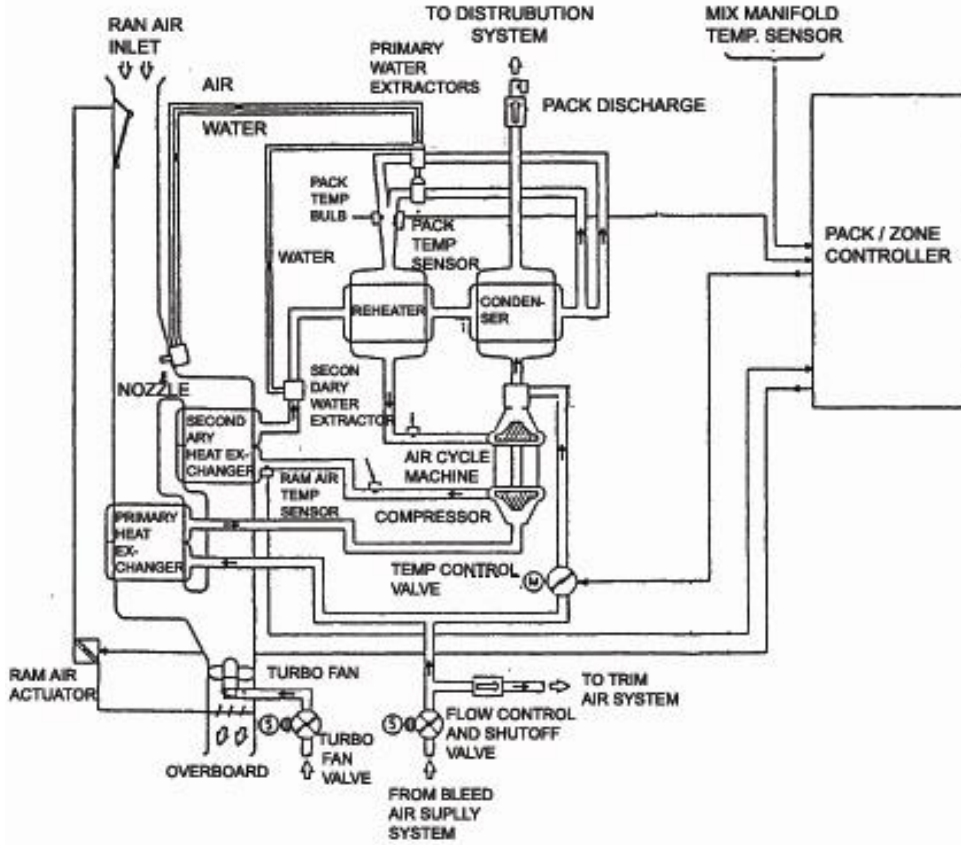 RAN AIR
INLET
TO DISTRUBUTION
SYSTEM
MIX MANIFOLD
TEMP. SENSOR
PRIMARY
WATER
EXTRACTORS
AIR
WATER
PACK DISCHARGE
PACK
TEMP
BULB
PACK
TEMP
SENSOR
WATER
PACK / ZONE
CONTROLLER
REHEATER
CONDEN-
SER
NOZZLE
SECON
DARY
WATER
EXTRACTOR
SECOND
ARY
HEAT EX-
CHANGER
AIR CYCLE
MACHINE
RAM AIR
TEMP
SENSOR
COMPRESSOR
PRIMARY
HEAT
EX-
CHANGER
TEMP CONTROL
VALVE
M
RAM AIR
ACTUATOR
TURBO FAN
TO TRIM
AIR SYSTEM
S
TURBO
FAN
VALVE
S
FLOW CONTROL
AND SHUTOFF
VALVE
OVERBOARD
FROM BLEED
AIR SUPLLY
SYSTEM